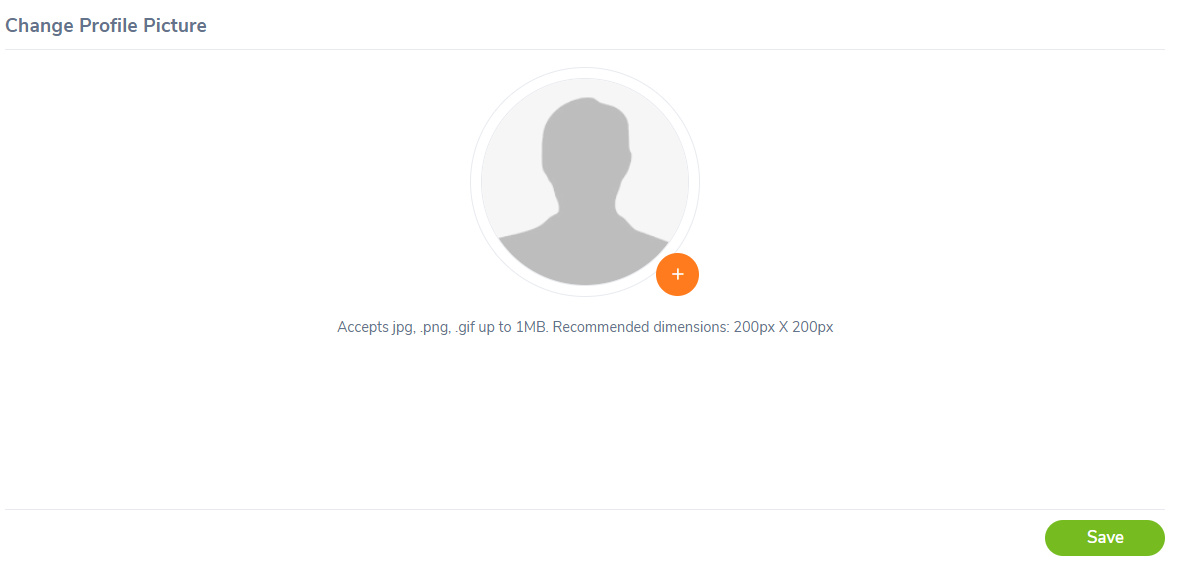 Change Profile Picture
+
Accepts jpg, .png, .gif up to 1MB. Recommended dimensions: 200px X 200px
Save